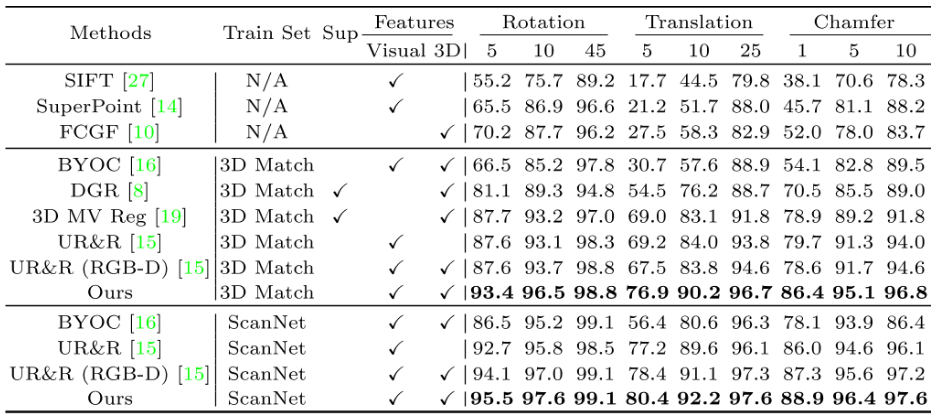 Methods Train Set Sup Features Rotation Translation Chamfer
Visual 3D 5 10 45 5 10 25 1 5 10
SIFT [27] N/A ✓ 55.2 75.7 89.2 17.7 44.5 79.8 38.1 70.6 78.3
SuperPoint [14] N/A ✓ 65.5 86.9 96.6 21.2 51.7 88.0 45.7 81.1 88.2
FCGF [10] N/A ✓ 70.2 87.7 96.2 27.5 58.3 82.9 52.0 78.0 83.7
BYOC [16] 3D Match ✓ ✓ 66.5 85.2 97.8 30.7 57.6 88.9 54.1 82.8 89.5
DGR [8] 3D Match ✓ ✓ 81.1 89.3 94.8 54.5 76.2 88.7 70.5 85.5 89.0
3D MV Reg [19] 3D Match ✓ ✓ 87.7 93.2 97.0 69.0 83.1 91.8 78.9 89.2 91.8
UR&R [15] 3D Match ✓ 87.6 93.1 98.3 69.2 84.0 93.8 79.7 91.3 94.0
UR&R (RGB-D) [15] 3D Match ✓ ✓ 87.6 93.7 98.8 67.5 83.8 94.6 78.6 91.7 94.6
Ours 3D Match ✓ ✓ 93.4 96.5 98.8 76.9 90.2 96.7 86.4 95.1 96.8
BYOC [16] ScanNet ✓ ✓ 86.5 95.2 99.1 56.4 80.6 96.3 78.1 93.9 86.4
UR&R [15] ScanNet ✓ 92.7 95.8 98.5 77.2 89.6 96.1 86.0 94.6 96.1
UR&R (RGB-D) [15] ScanNet ✓ ✓ 94.1 97.0 99.1 78.4 91.1 97.3 87.3 95.6 97.2
Ours ScanNet ✓ ✓ 95.5 97.6 99.1 80.4 92.2 97.6 88.9 96.4 97.6